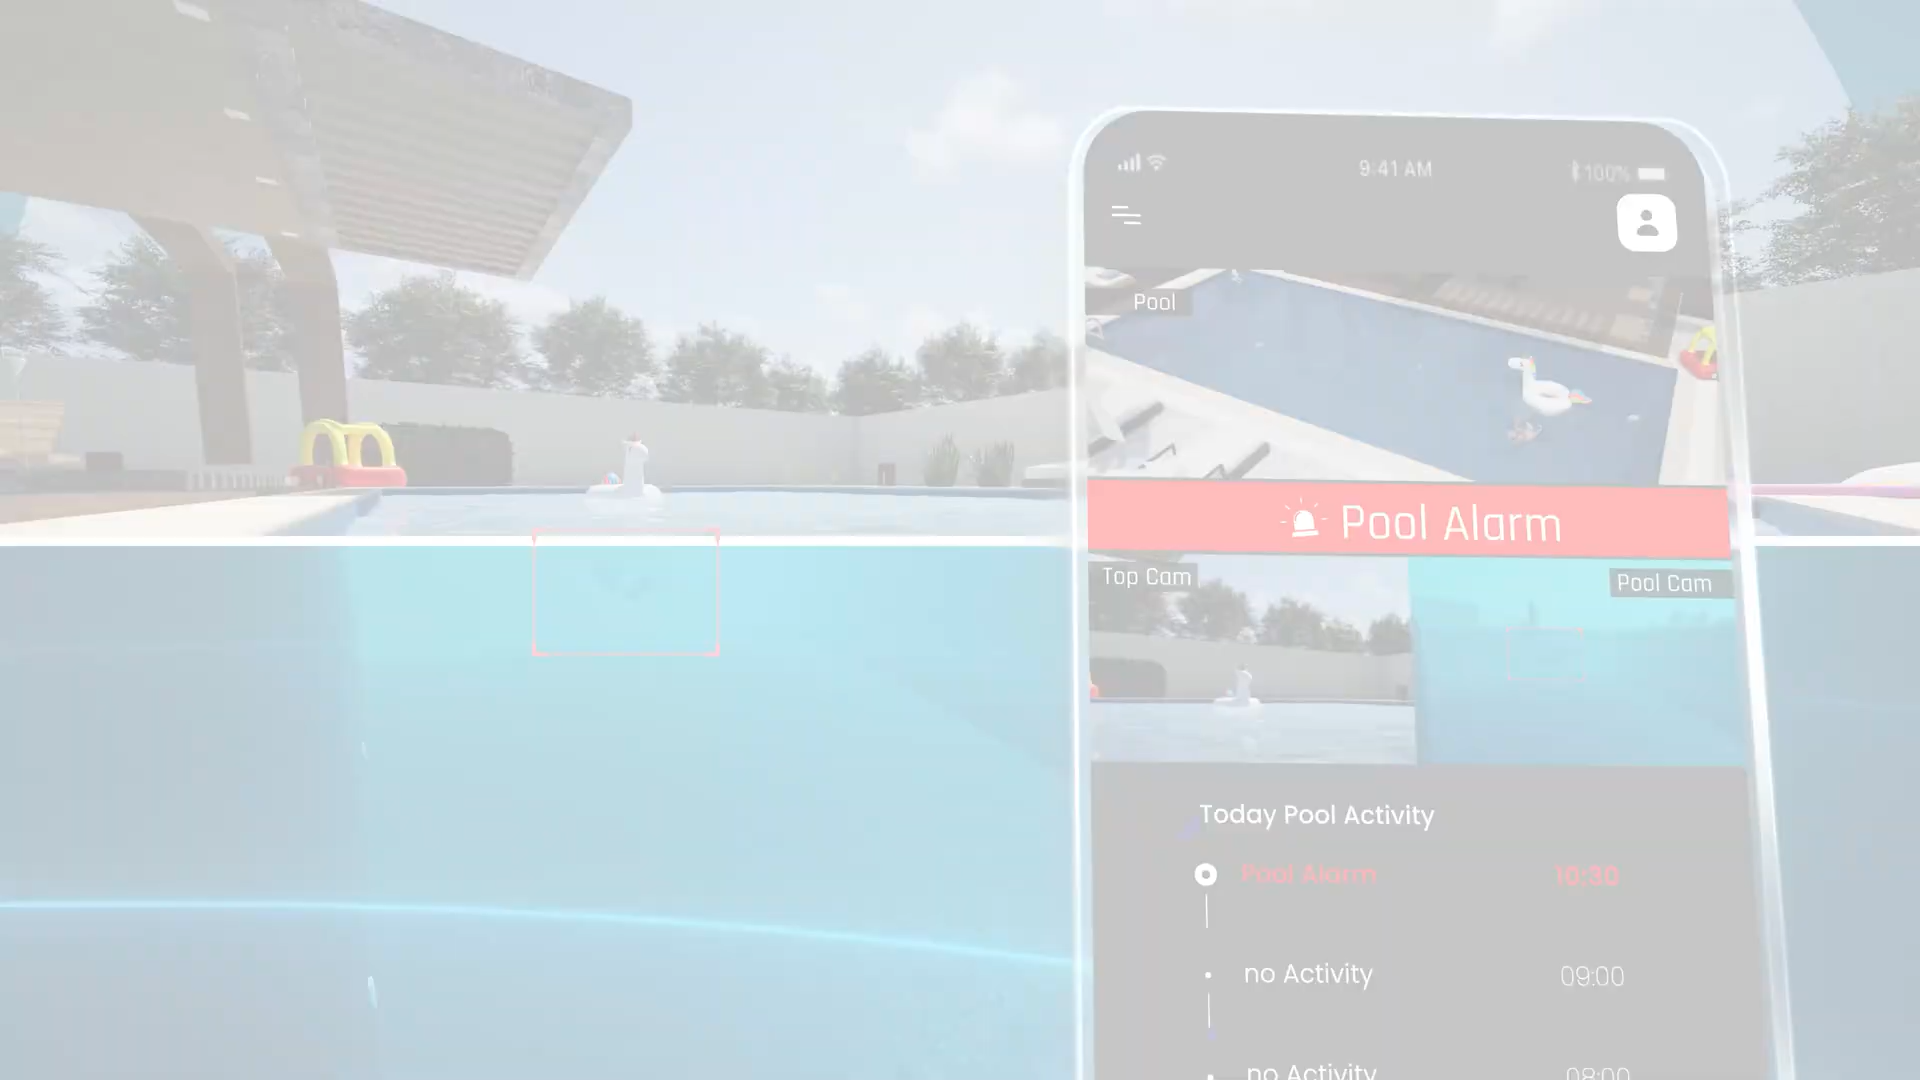 9:41 AM
100%
Pool
Pool Alarm
Top Cam
Pool Cam
Today Pool Activity
Pool Alarm
10:30
no Activity
09:00
no Activity
08:00